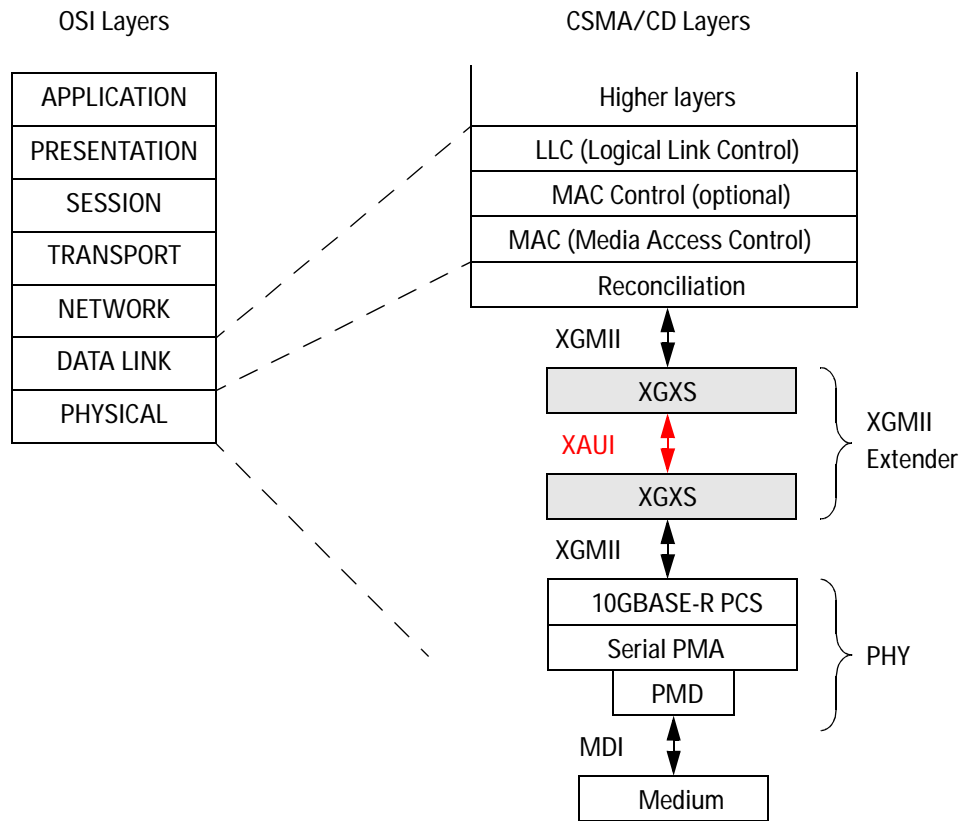 OSI Layers
APPLICATION
PRESENTATION
SESSION
TRANSPORT
NETWORK
DATA LINK
PHYSICAL
CSMA/CD Layers
Higher layers
LLC (Logical Link Control)
MAC Control (optional)
MAC (Media Access Control)
Reconciliation
XGMII
XGXS
XAUI
XGXS
XGMII
Extender
XGMII
10GBASE-R PCS
Serial PMA
PMD
PHY
MDI
Medium